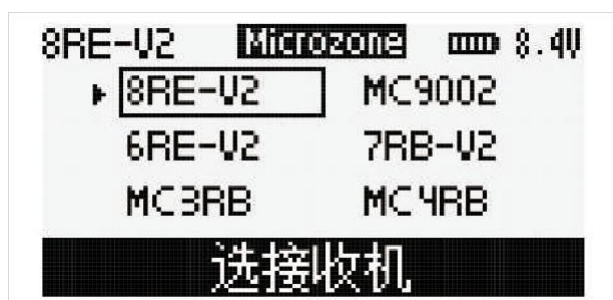 8RE-V2 Microzone 8.4V
8RE-V2 MC9002
6RE-V2 7RB-V2
MC3RB MC4RB
选接收机